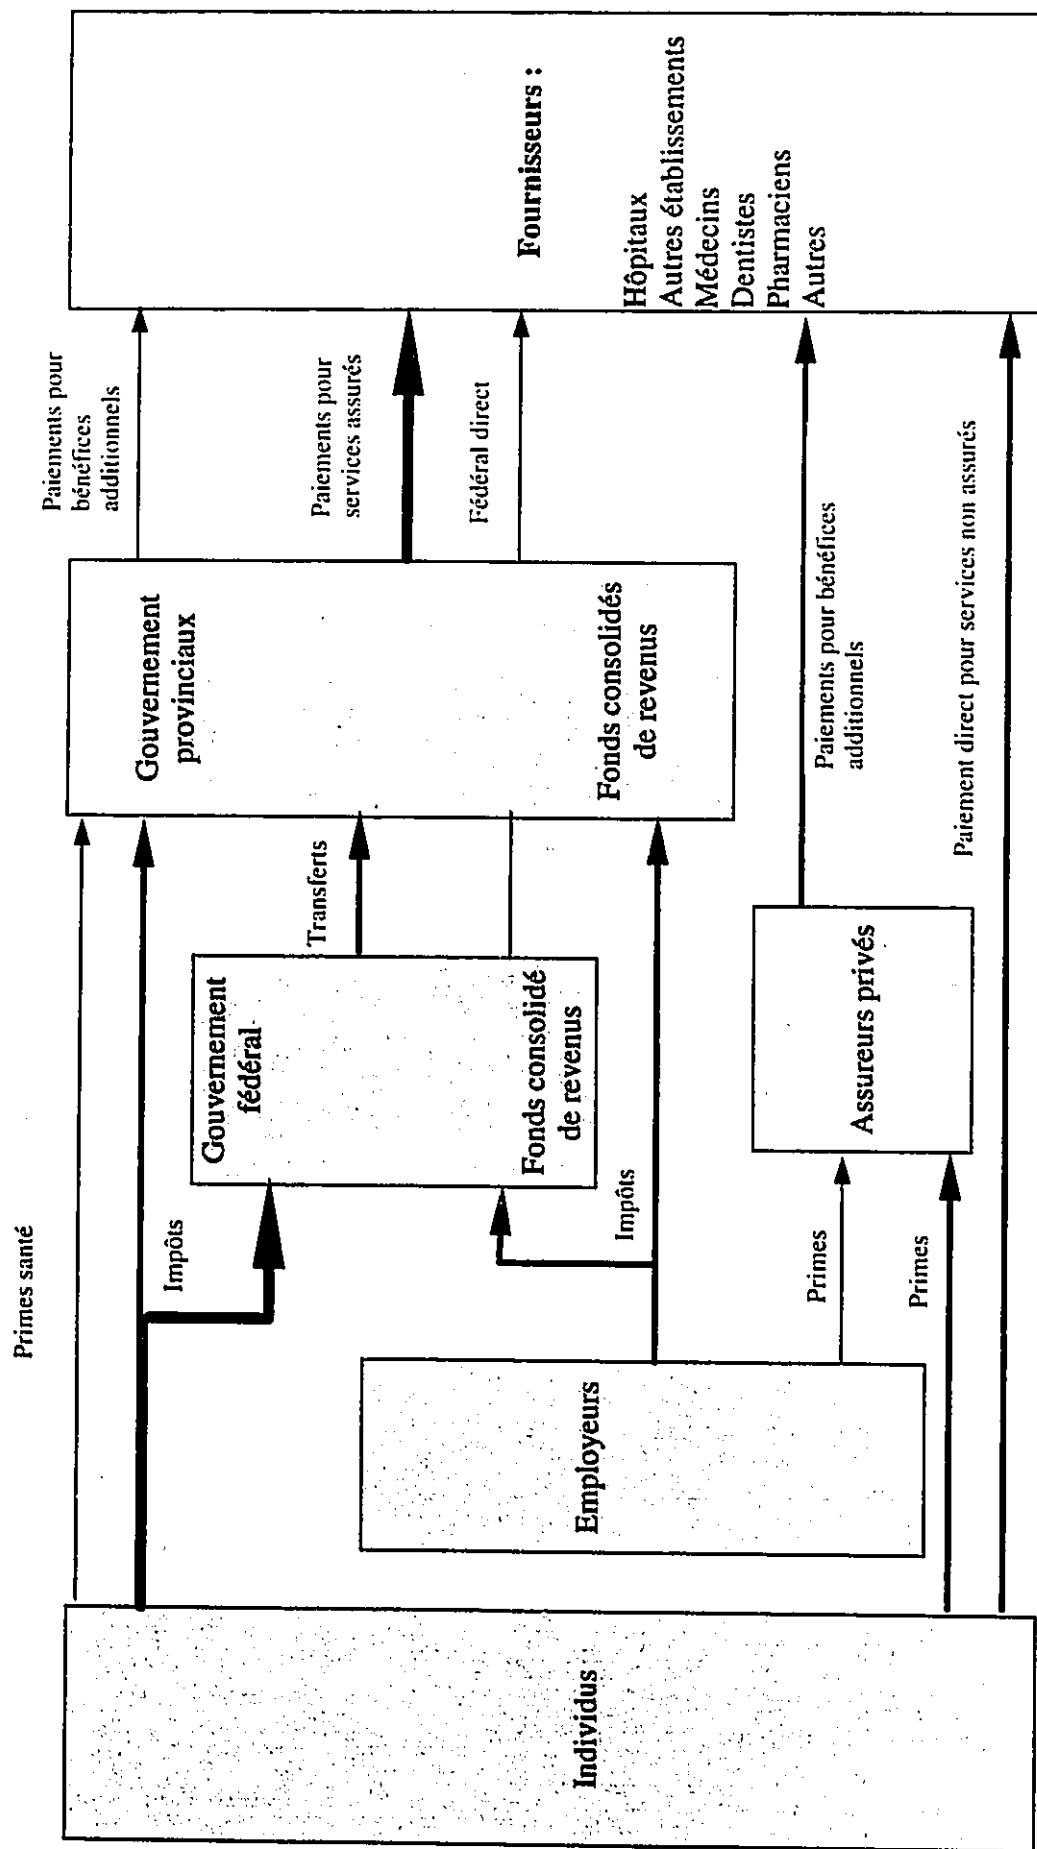 Primes santé
Individus
Employeurs
Impôts
Impôts
Primes
Primes
Gouvernement
fédéral
Fonds consolidé
de revenus
Assureurs privés
Transferts
Gouvernement
provinciaux
Fonds consolidés
de revenus
Paiements pour
bénéfices
additionnels
Paiements pour
services assurés
Fédéral direct
Paiements pour bénéfices
additionnels
Paiement direct pour services non assurés
Fournisseurs :
Hôpitaux
Autres établissements
Médecins
Dentistes
Pharmaciens
Autres